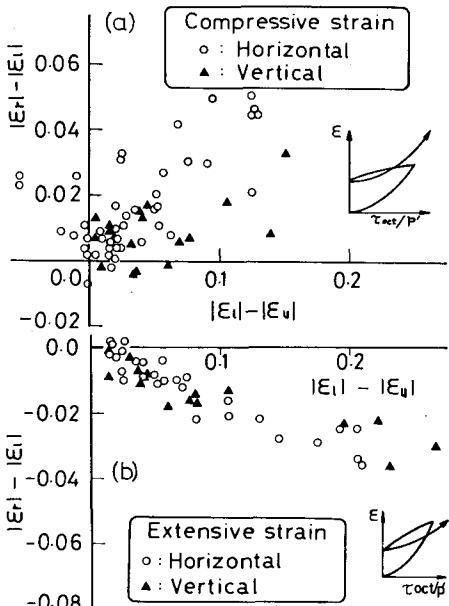 (a)
Compressive strain
○ : Horizontal
▲ : Vertical
|εr|-|εl|
0.06
0.04
0.02
0.0
-0.02
0.1
0.2
|εl|-|εu|
ε
τoct/p'
0.0
-0.02
-0.04
-0.06
-0.08
0.1
0.2
|εl| - |εu|
|εr| - |εl|
(b)
Extensive strain
○ : Horizontal
▲ : Vertical
ε
τoct/p'